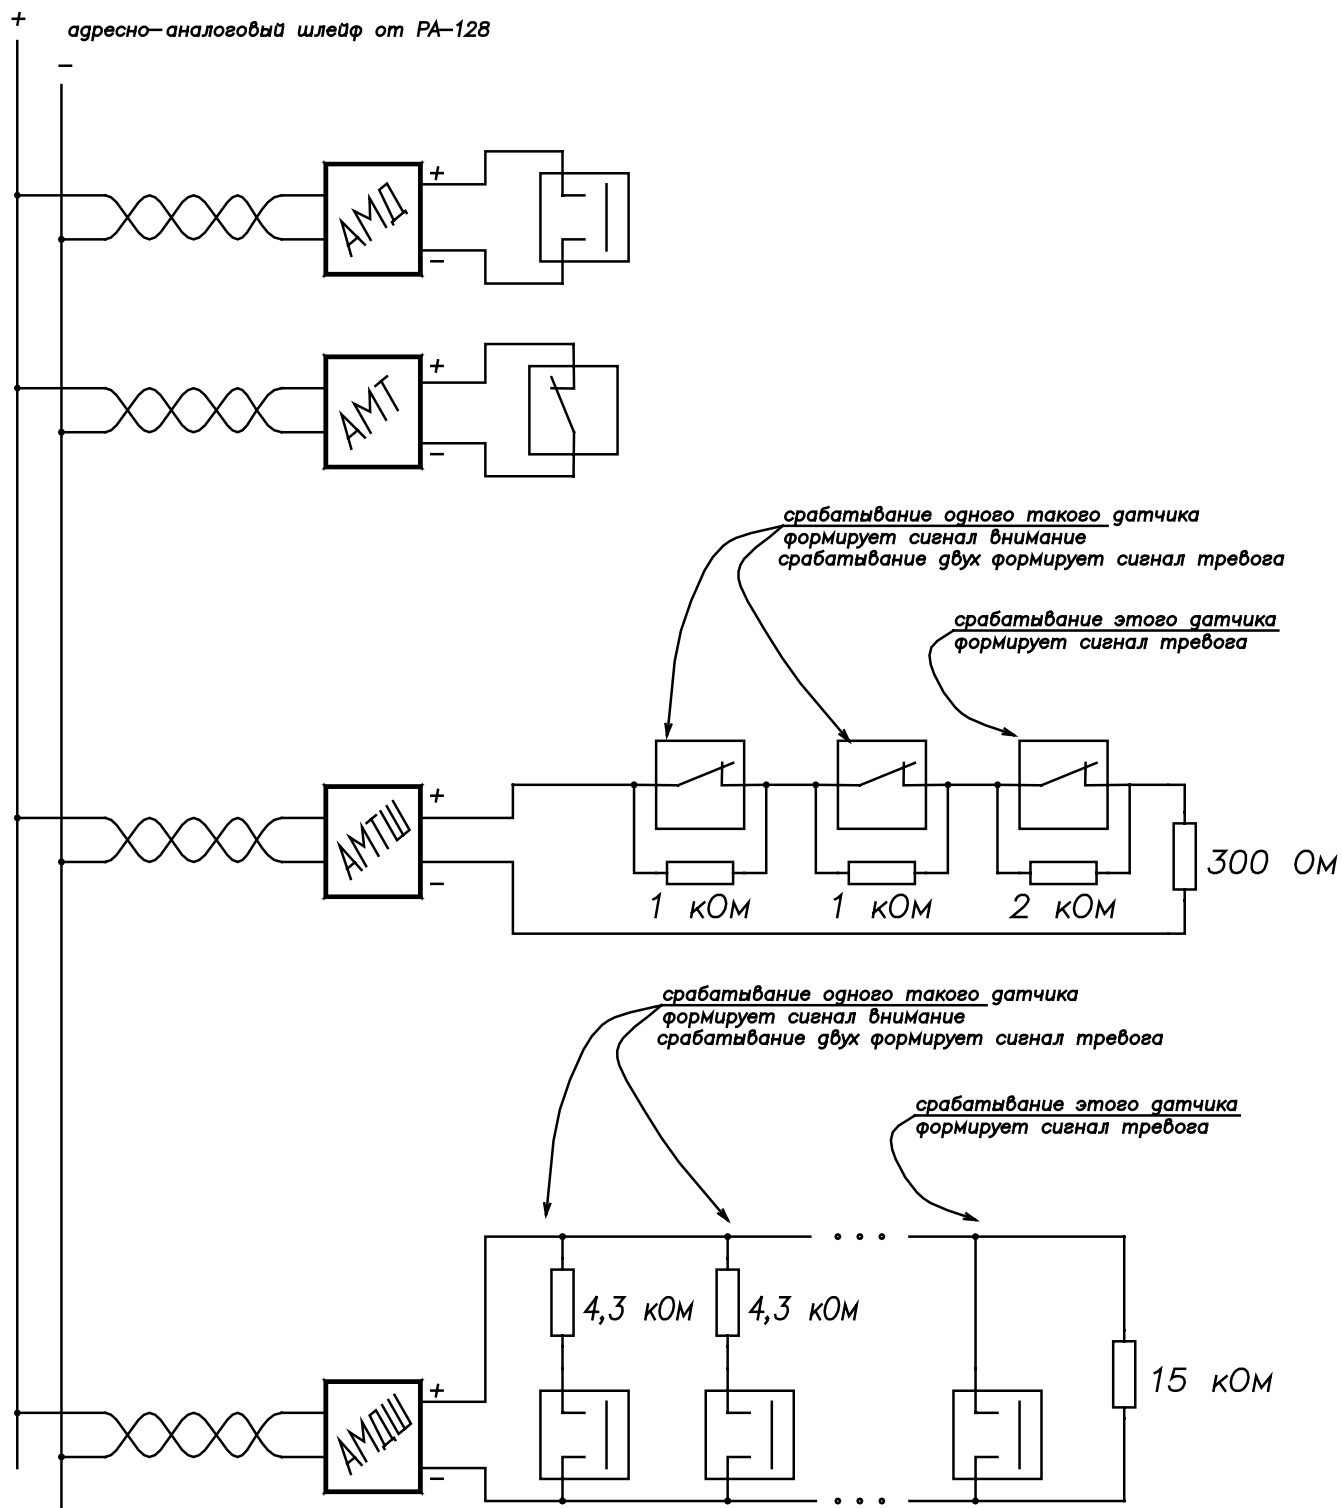 +
адресно-аналоговый шлейф от РА-128
−
АМД
+
−
АМТ
+
−
срабатывание одного такого датчика
формирует сигнал внимание
срабатывание двух формирует сигнал тревога
срабатывание этого датчика
формирует сигнал тревога
АМТШ
+
−
1 кОм
1 кОм
2 кОм
300 Ом
срабатывание одного такого датчика
формирует сигнал внимание
срабатывание двух формирует сигнал тревога
срабатывание этого датчика
формирует сигнал тревога
4,3 кОм
4,3 кОм
15 кОм
АМДШ
+
−